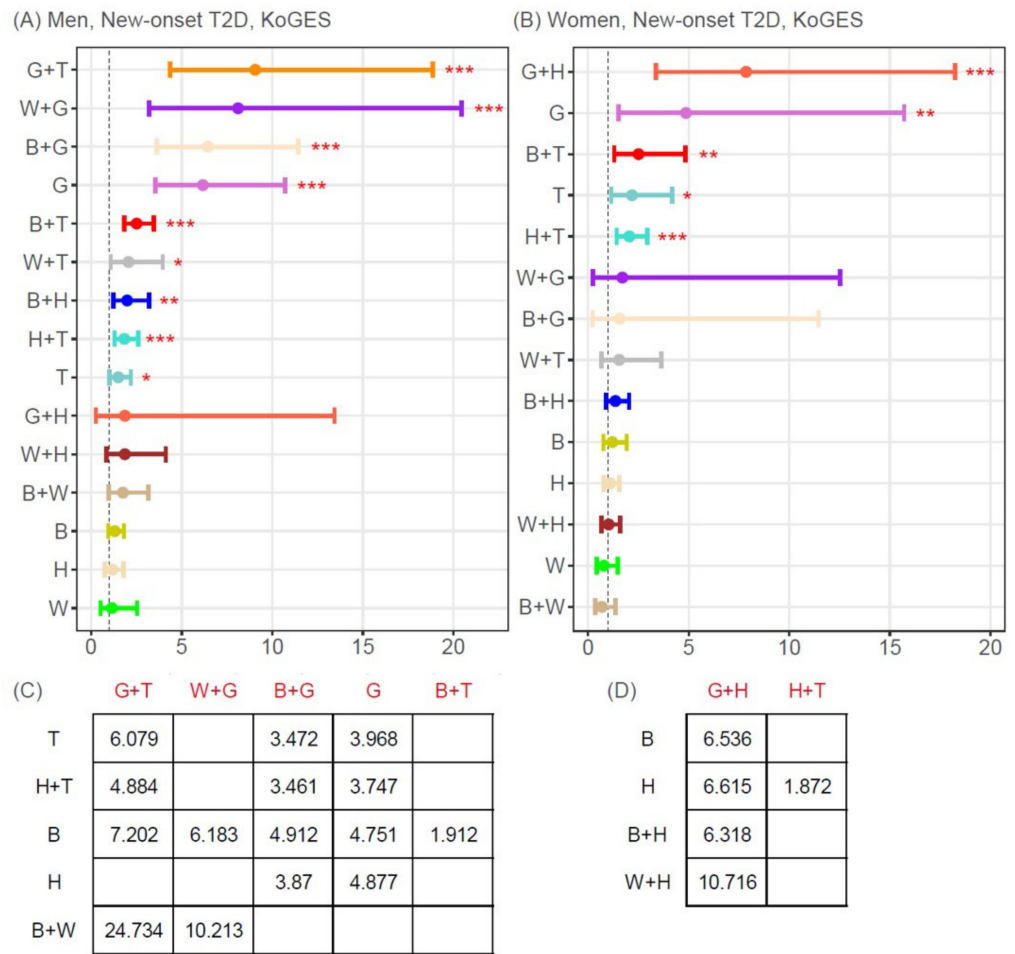 (A) Men, New-onset T2D, KoGES
G+T ***
W+G ***
B+G ***
G ***
B+T ***
W+T *
B+H **
H+T ***
T *
G+H
W+H
B+W
B
H
W
0 5 10 15 20
(B) Women, New-onset T2D, KoGES
G+H ***
G **
B+T **
T *
H+T ***
W+G
B+G
W+T
B+H
B
H
W+H
W
B+W
0 5 10 15 20
(C) G+T W+G B+G G B+T
T 6.079 3.472 3.968
H+T 4.884 3.461 3.747
B 7.202 6.183 4.912 4.751 1.912
H 3.87 4.877
B+W 24.734 10.213
(D) G+H H+T
B 6.536
H 6.615 1.872
B+H 6.318
W+H 10.716